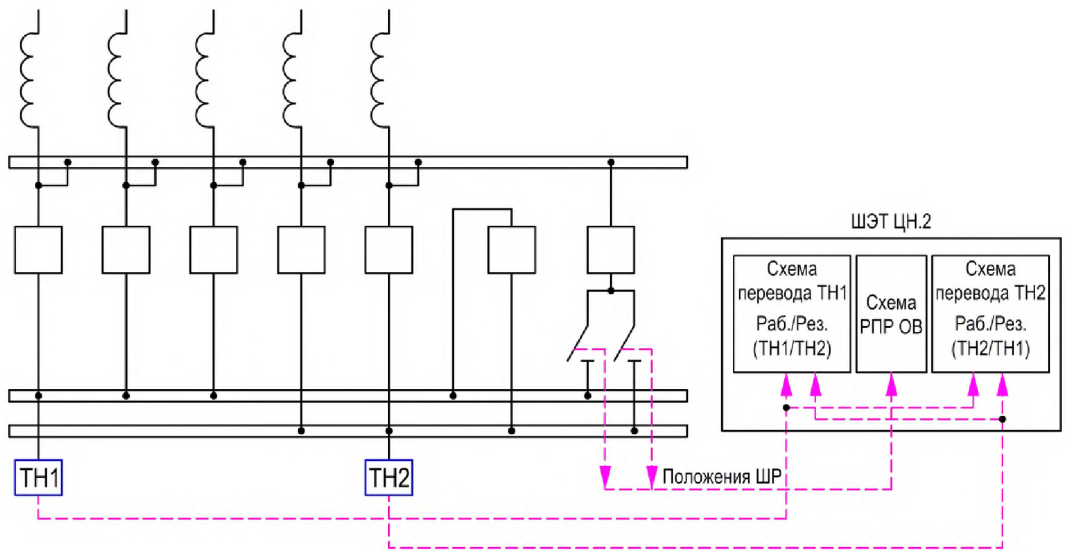 ШЭТ ЦН.2
Схема
перевода ТН1
Раб./Рез.
(ТН1/ТН2)
Схема
РПР ОВ
Схема
перевода ТН2
Раб./Рез.
(ТН2/ТН1)
ТН1
ТН2
Положения ШР